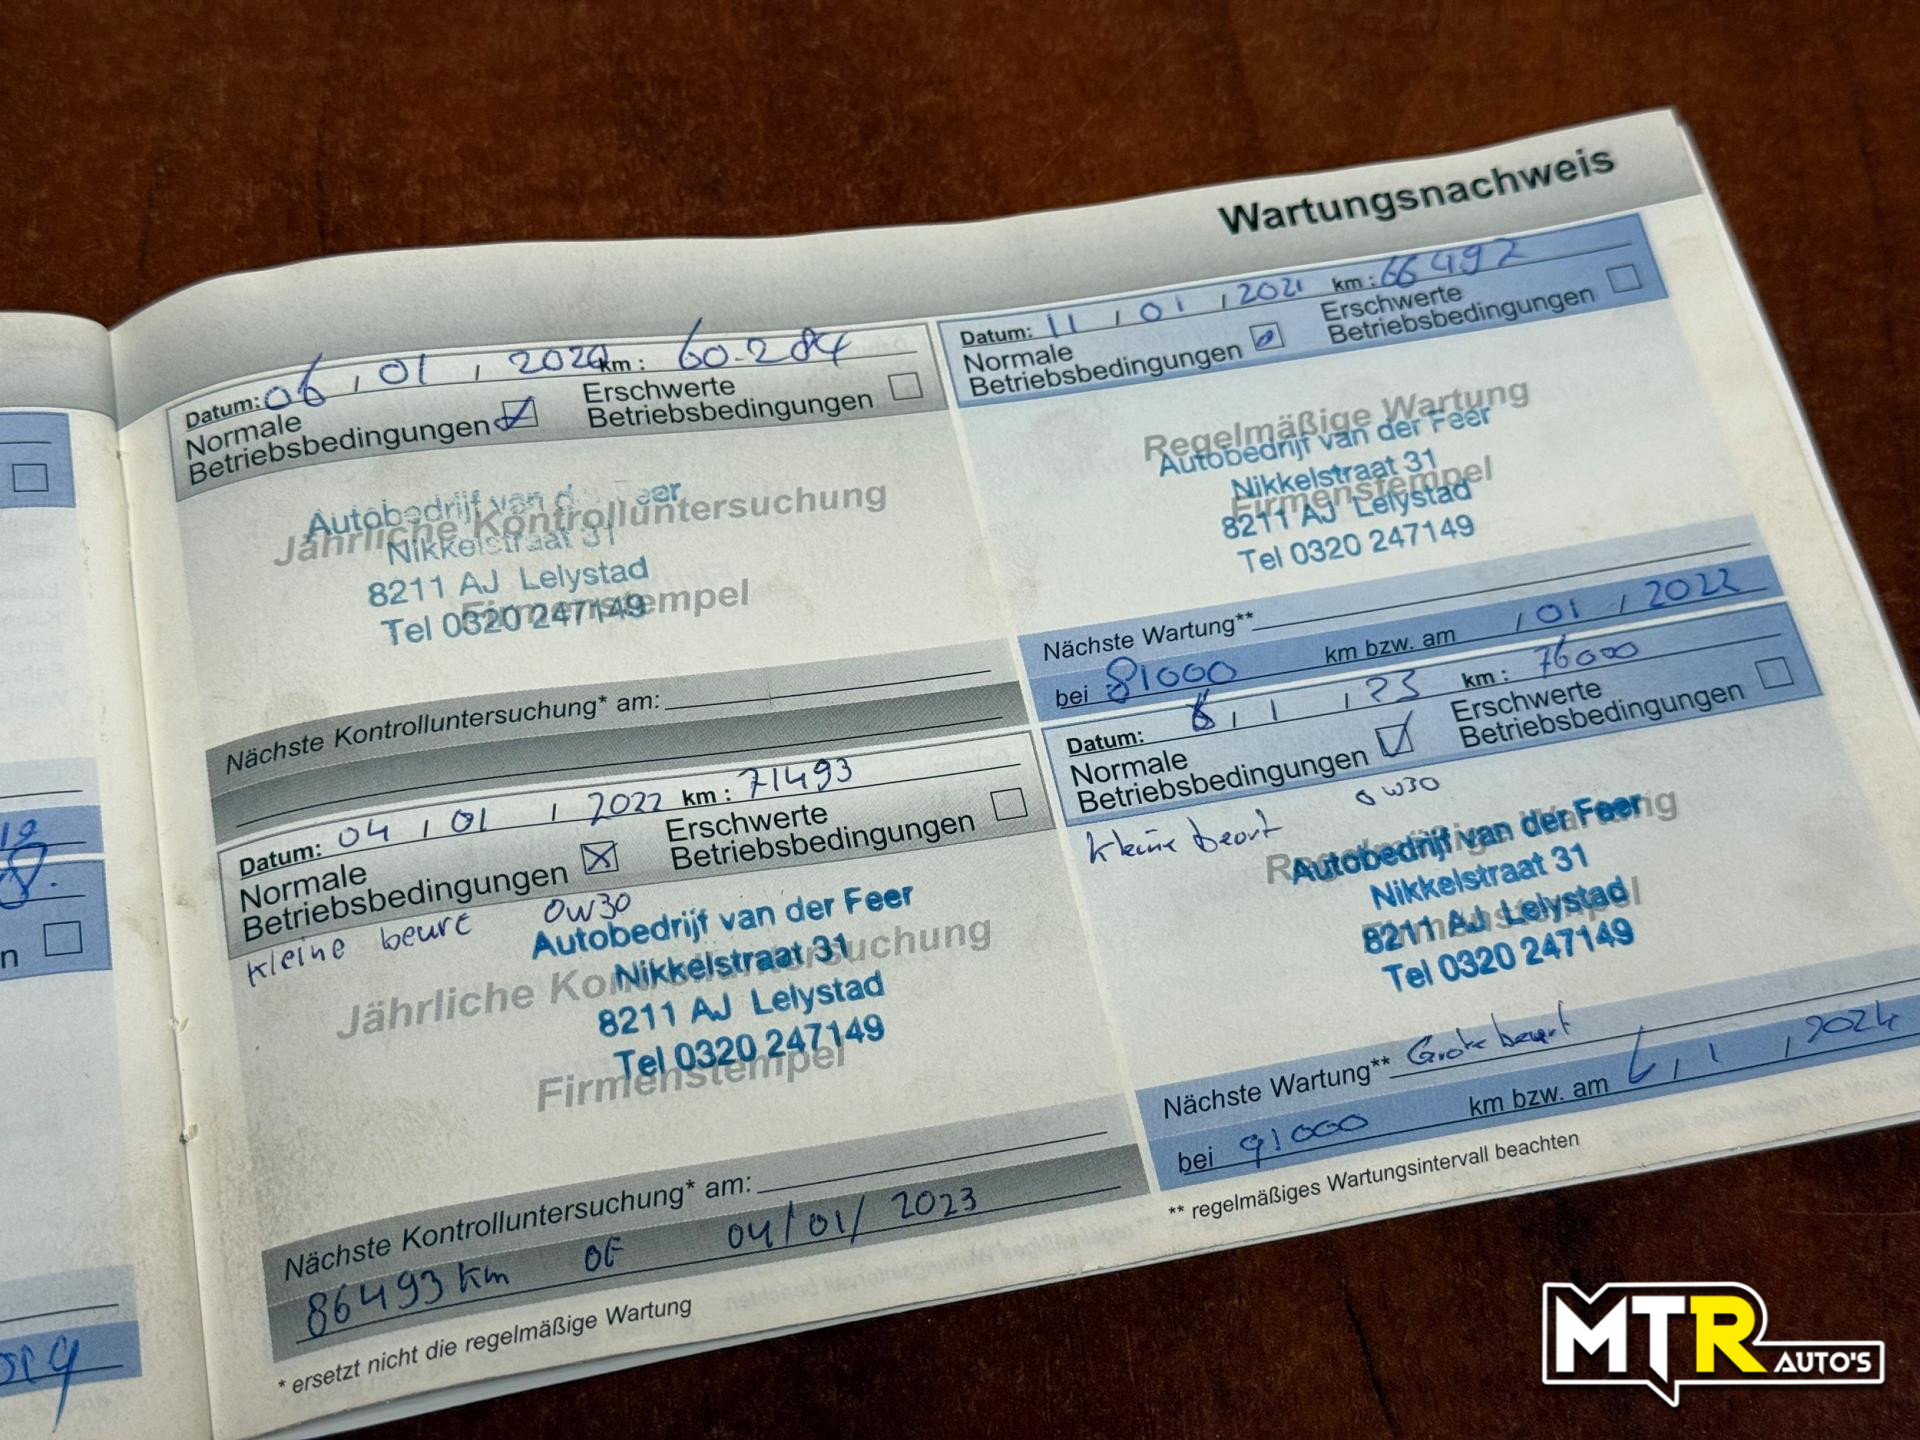 Wartungsnachweis
Datum: 06 / 01 / 2020 km: 60.284
Normale
Betriebsbedingungen
Erschwerte
Betriebsbedingungen
Jährliche Kontrolluntersuchung
Firmenstempel
Autobedrijf van der Feer
Nikkelstraat 31
8211 AJ Lelystad
Tel 0320 247149
Nächste Kontrolluntersuchung* am:
Datum: 04 / 01 / 2022 km: 71493
Normale
Betriebsbedingungen
Erschwerte
Betriebsbedingungen
kleine beurt 0W30
Jährliche Kontrolluntersuchung
Firmenstempel
Autobedrijf van der Feer
Nikkelstraat 31
8211 AJ Lelystad
Tel 0320 247149
Nächste Kontrolluntersuchung* am:
86493 km OF 04/01/2023
* ersetzt nicht die regelmäßige Wartung
Datum: 11 / 01 / 2021 km: 66492
Normale
Betriebsbedingungen
Erschwerte
Betriebsbedingungen
Regelmäßige Wartung
Firmenstempel
Autobedrijf van der Feer
Nikkelstraat 31
8211 AJ Lelystad
Tel 0320 247149
Nächste Wartung**
bei 81000 km bzw. am / 01 / 2022
Datum: 6 / 1 / 23 km: 76000
Normale
Betriebsbedingungen
Erschwerte
Betriebsbedingungen
kleine beurt 0W30
Regelmäßige Wartung
Firmenstempel
Autobedrijf van der Feer
Nikkelstraat 31
8211 AJ Lelystad
Tel 0320 247149
Nächste Wartung** Grote beurt
bei 91000 km bzw. am 6 / 1 / 2024
** regelmäßiges Wartungsintervall beachten
MTR AUTO'S